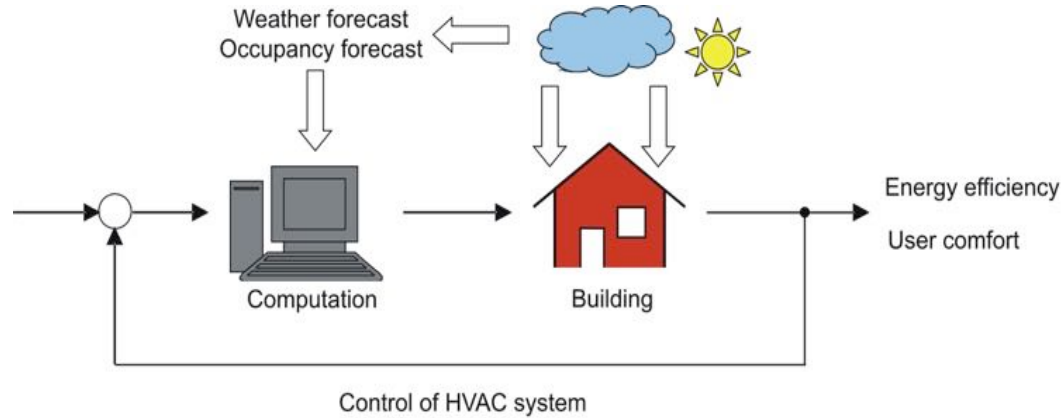 Weather forecast
Occupancy forecast
Energy efficiency
User comfort
Computation
Building
Control of HVAC system